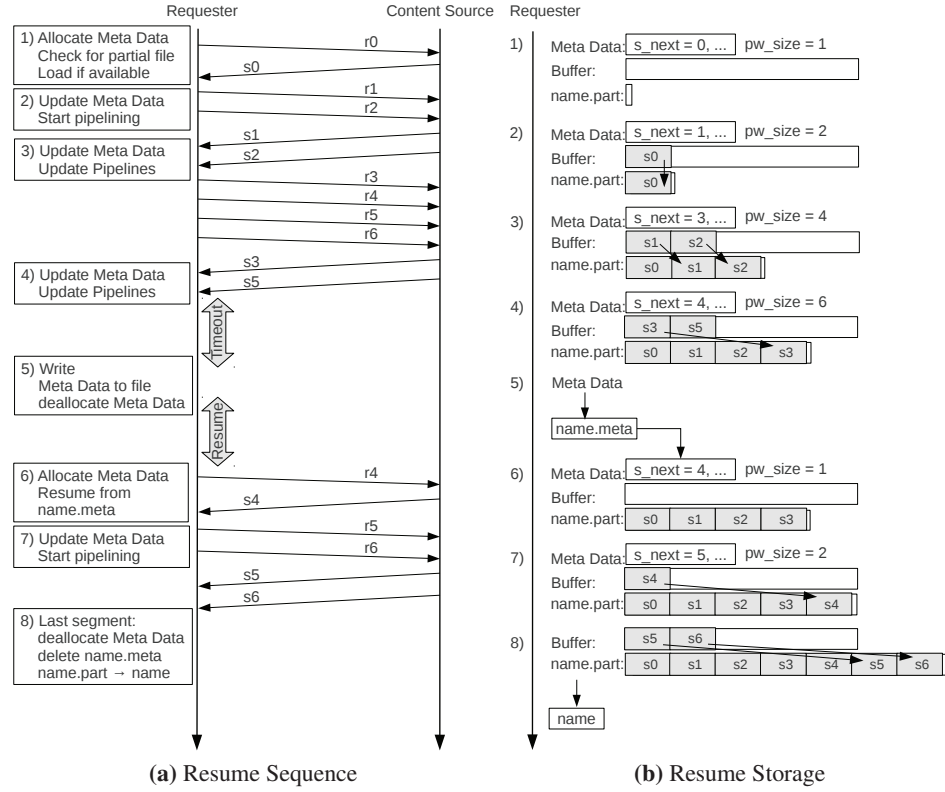 Requester
Content Source
1) Allocate Meta Data
Check for partial file
Load if available
r0
s0
2) Update Meta Data
Start pipelining
r1
r2
s1
3) Update Meta Data
Update Pipelines
s2
r3
r4
r5
r6
s3
4) Update Meta Data
Update Pipelines
s5
Timeout
5) Write
Meta Data to file
deallocate Meta Data
Resume
6) Allocate Meta Data
Resume from
name.meta
r4
s4
7) Update Meta Data
Start pipelining
r5
r6
s5
s6
8) Last segment:
deallocate Meta Data
delete name.meta
name.part → name
(a) Resume Sequence
Requester
1) Meta Data: s_next = 0, ... pw_size = 1
Buffer:
name.part:
2) Meta Data: s_next = 1, ... pw_size = 2
Buffer: s0
name.part: s0
3) Meta Data: s_next = 3, ... pw_size = 4
Buffer: s1 s2
name.part: s0 s1 s2
4) Meta Data: s_next = 4, ... pw_size = 6
Buffer: s3 s5
name.part: s0 s1 s2 s3
5) Meta Data
name.meta
6) Meta Data: s_next = 4, ... pw_size = 1
Buffer:
name.part: s0 s1 s2 s3
7) Meta Data: s_next = 5, ... pw_size = 2
Buffer: s4
name.part: s0 s1 s2 s3 s4
8) Buffer: s5 s6
name.part: s0 s1 s2 s3 s4 s5 s6
name
(b) Resume Storage